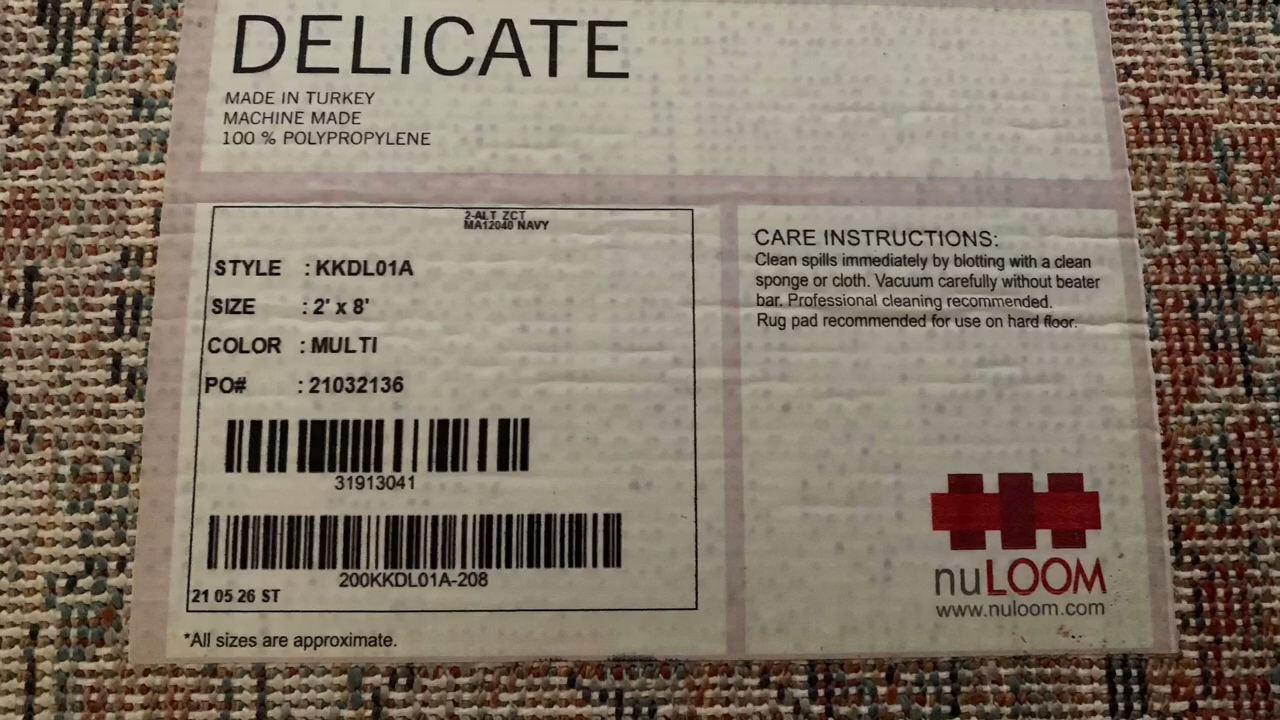 DELICATE
MADE IN TURKEY
MACHINE MADE
100 % POLYPROPYLENE
2-ALT ZCT
MA12040 NAVY
STYLE : KKDL01A
SIZE : 2' x 8'
COLOR : MULTI
PO# : 21032136
31913041
200KKDL01A-208
21 05 26 ST
*All sizes are approximate.
CARE INSTRUCTIONS:
Clean spills immediately by blotting with a clean
sponge or cloth. Vacuum carefully without beater
bar. Professional cleaning recommended.
Rug pad recommended for use on hard floor.
nuLOOM
www.nuloom.com